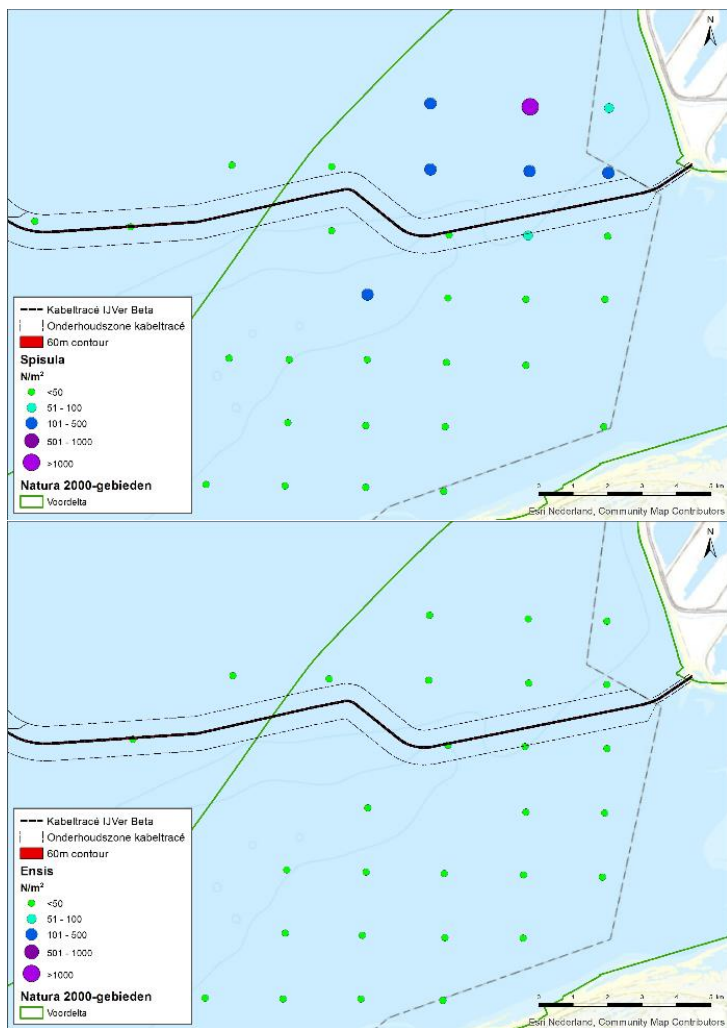 N
Kabeltracé IJVer Beta
Onderhoudszone kabeltracé
60m contour
Spisula
N/m²
<50
51 - 100
101 - 500
501 - 1000
>1000
Natura 2000-gebieden
Voordelta
Esri Nederland, Community Map Contributors
N
Kabeltracé IJVer Beta
Onderhoudszone kabeltracé
60m contour
Ensis
N/m²
<50
51 - 100
101 - 500
501 - 1000
>1000
Natura 2000-gebieden
Voordelta
Esri Nederland, Community Map Contributors